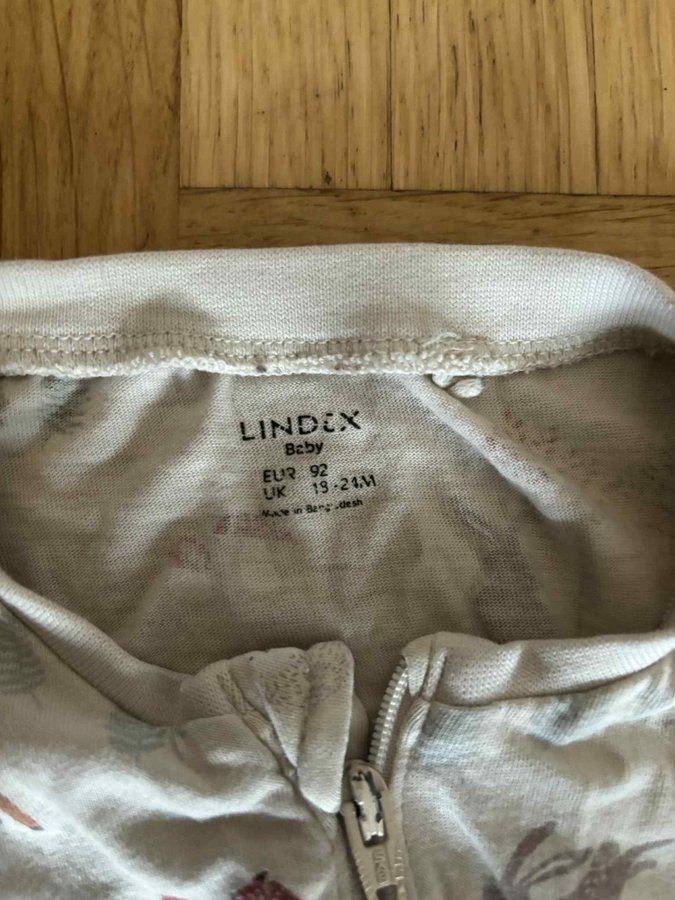 LINDEX
Baby
EUR 92
UK 18-24M
Made in Bangladesh